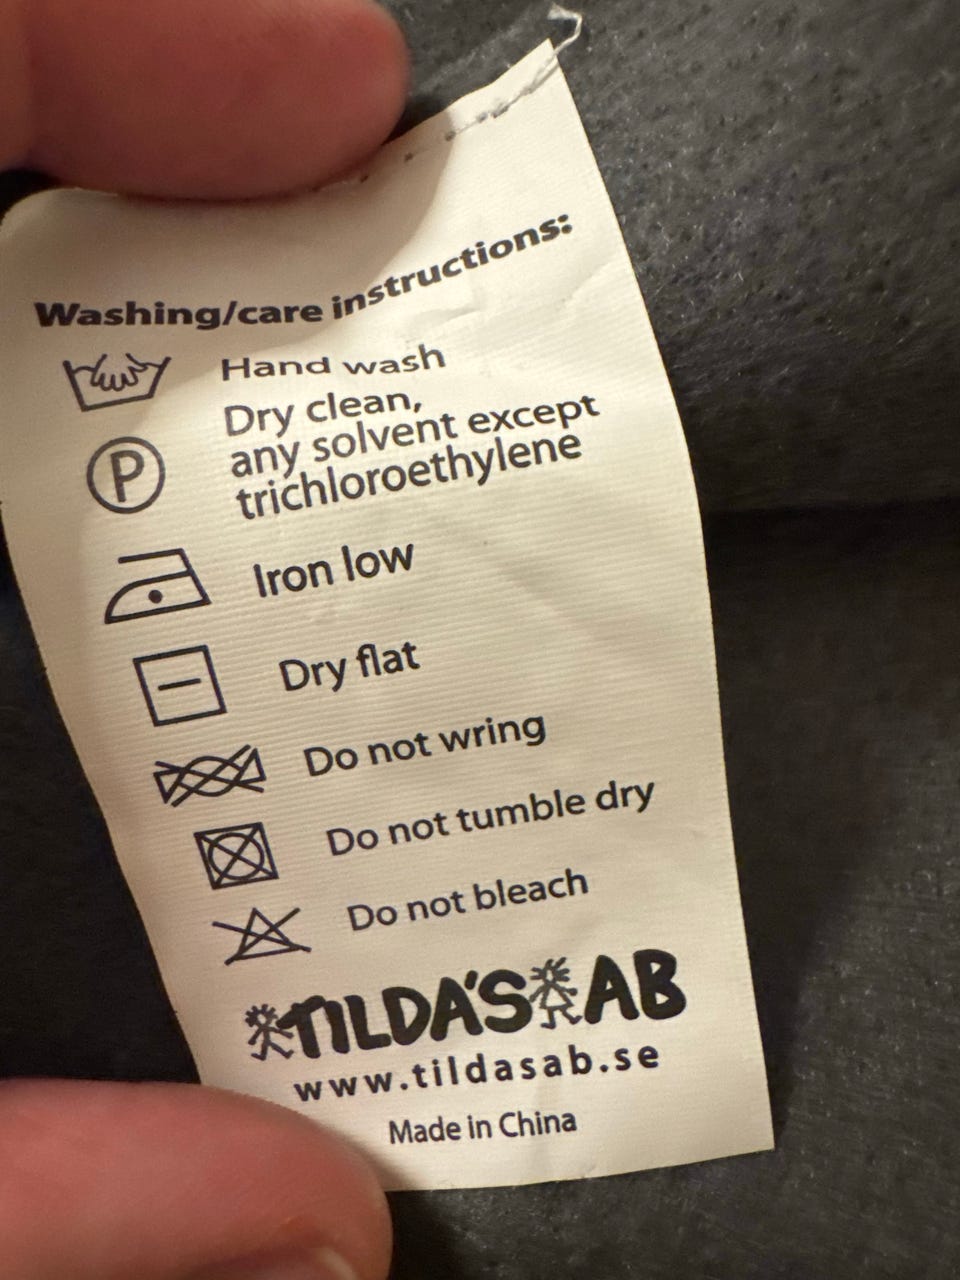 Washing/care instructions:
Hand wash
Dry clean,
any solvent except
trichloroethylene
P
Iron low
Dry flat
Do not wring
Do not tumble dry
Do not bleach
TILDA'S AB
www.tildasab.se
Made in China